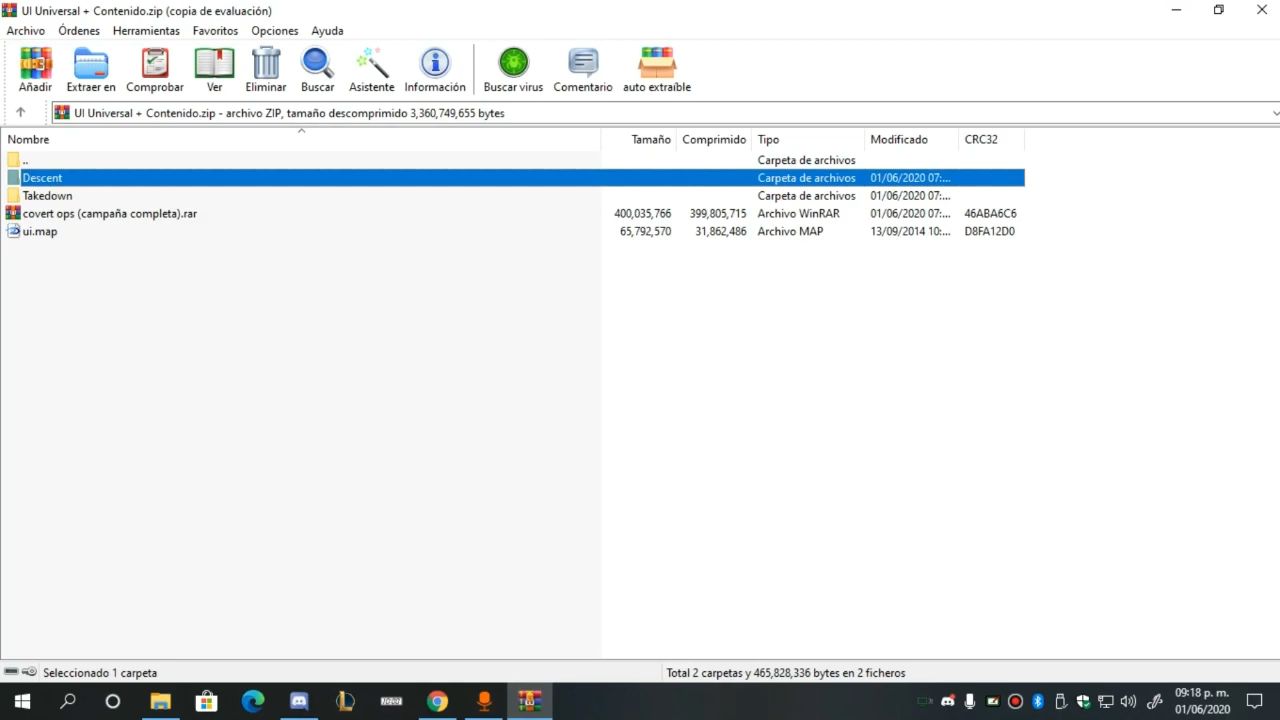 UI Universal + Contenido.zip (copia de evaluación)
Archivo Órdenes Herramientas Favoritos Opciones Ayuda
Añadir Extraer en Comprobar Ver Eliminar Buscar Asistente Información Buscar virus Comentario auto extraíble
UI Universal + Contenido.zip - archivo ZIP, tamaño descomprimido 3,360,749,655 bytes
Nombre Tamaño Comprimido Tipo Modificado CRC32
.. Carpeta de archivos
Descent Carpeta de archivos 01/06/2020 07:...
Takedown Carpeta de archivos 01/06/2020 07:...
covert ops (campaña completa).rar 400,035,766 399,805,715 Archivo WinRAR 01/06/2020 07:... 46ABA6C6
ui.map 65,792,570 31,862,486 Archivo MAP 13/09/2014 10:... D8FA12D0
Seleccionado 1 carpeta Total 2 carpetas y 465,828,336 bytes en 2 ficheros
09:18 p. m.
01/06/2020